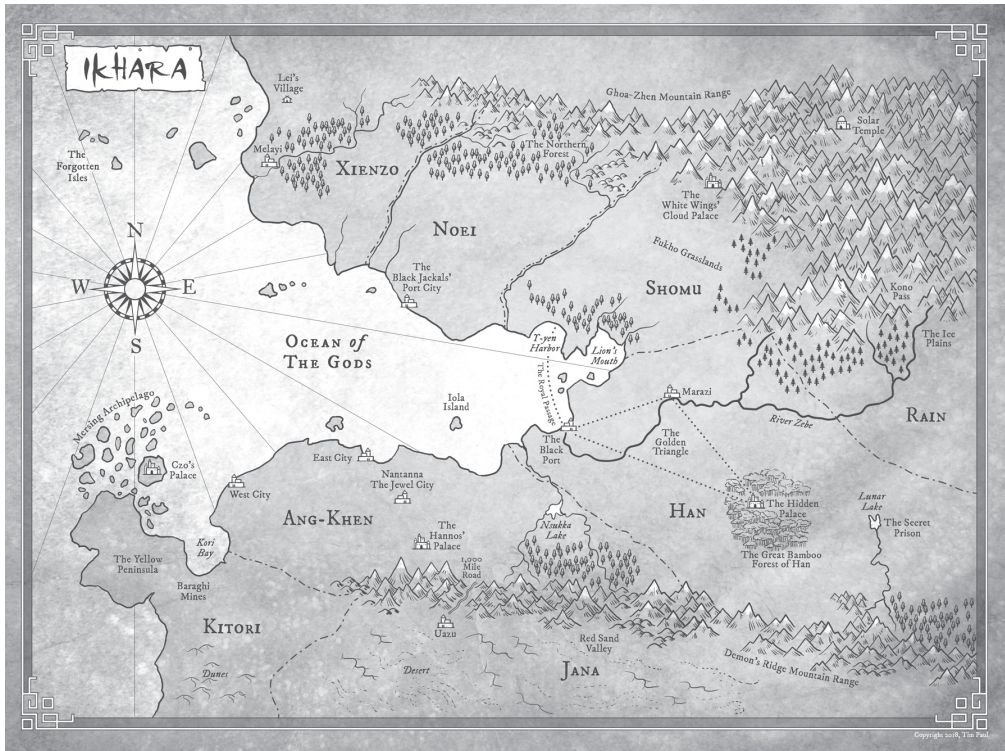 IKHARA
Lei's
Village
Ghoa-Zhen Mountain Range
Solar
Temple
Melayi
The
Forgotten
Isles
Xienzo
The Northern
Forest
The
White Wings'
Cloud Palace
N
W
E
S
Noei
Fukho Grasslands
The
Black Jackals'
Port City
Shomu
Kono
Pass
The Ice
Plains
Ocean of
The Gods
T-yen
Harbor
Lion's
Mouth
The Royal Passage
Mersing Archipelago
Iola
Island
Marazi
River Zebe
Rain
The
Black
Port
The
Golden
Triangle
East City
Czo's
Palace
West City
Nantanna
The Jewel City
Ang-Khen
Han
The Hidden
Palace
Lunar
Lake
The Secret
Prison
The Great Bamboo
Forest of Han
The
Hannos'
Palace
Nsukka
Lake
Kori
Bay
The Yellow
Peninsula
1,000
Mile
Road
Baraghi
Mines
Kitori
Uazu
Red Sand
Valley
Dunes
Desert
Jana
Demon's Ridge Mountain Range
Copyright 2018, Tim Paul